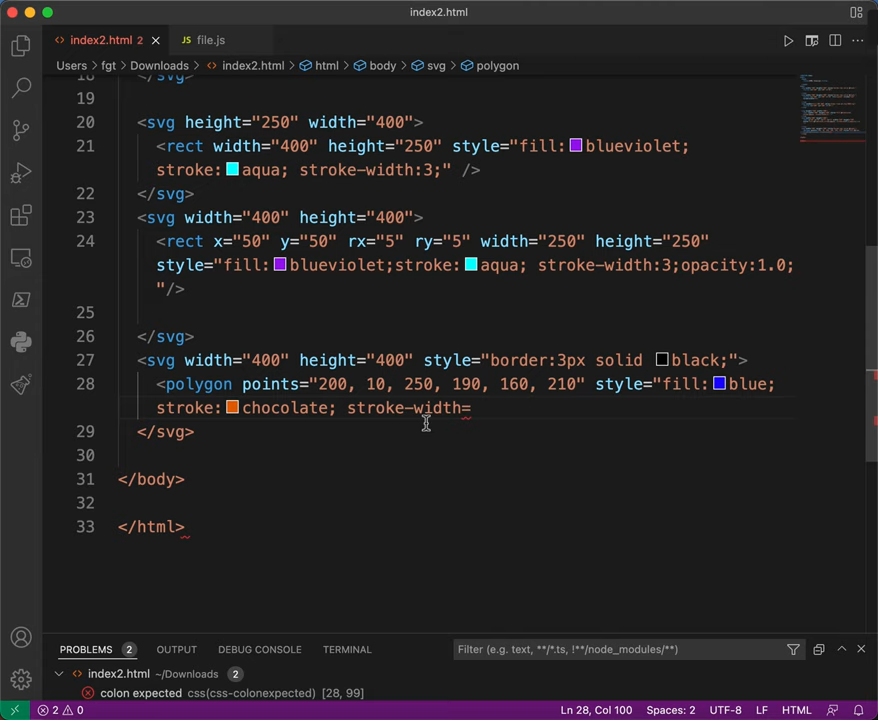 index2.html
index2.html 2
JS file.js
Users > fgt > Downloads > index2.html > html > body > svg > polygon
18 </svg>
19
20 <svg height="250" width="400">
21 <rect width="400" height="250" style="fill: blueviolet;
stroke: aqua; stroke-width:3;" />
22 </svg>
23 <svg width="400" height="400">
24 <rect x="50" y="50" rx="5" ry="5" width="250" height="250"
style="fill: blueviolet;stroke: aqua; stroke-width:3;opacity:1.0;
"/>
25
26 </svg>
27 <svg width="400" height="400" style="border:3px solid black;">
28 <polygon points="200, 10, 250, 190, 160, 210" style="fill: blue;
stroke: chocolate; stroke-width=
29 </svg>
30
31 </body>
32
33 </html>
PROBLEMS 2 OUTPUT DEBUG CONSOLE TERMINAL Filter (e.g. text, **/*.ts, !**/node_modules/**)
index2.html ~/Downloads 2
colon expected css(css-colonexpected) [28, 99]
2 0 Ln 28, Col 100 Spaces: 2 UTF-8 LF HTML